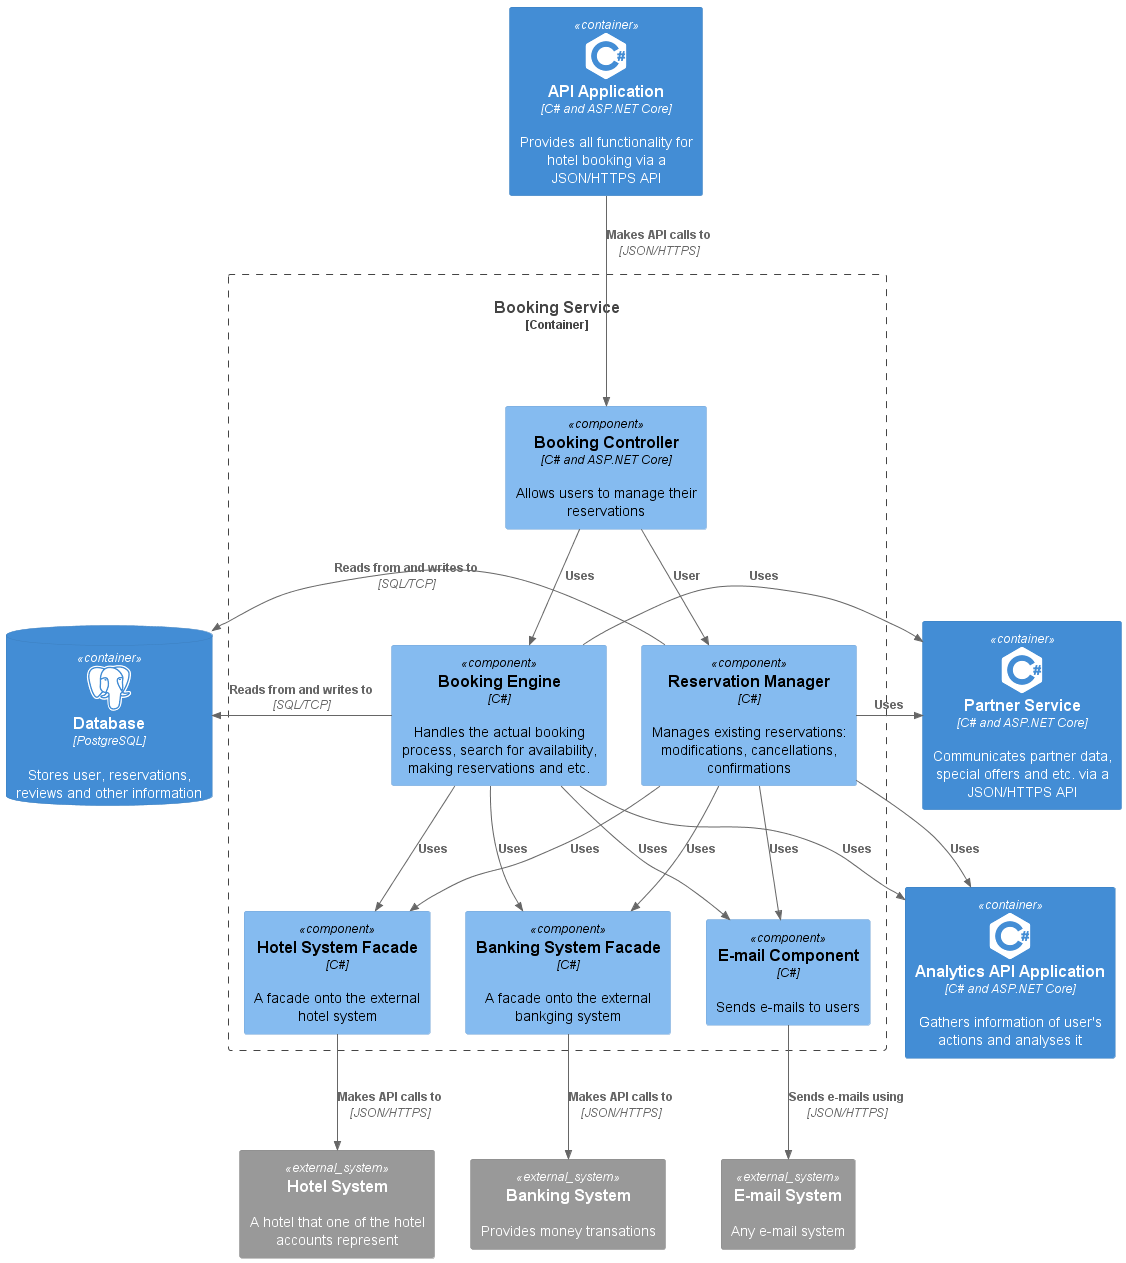 «container»
API Application
[C# and ASP.NET Core]
Provides all functionality for
hotel booking via a
JSON/HTTPS API
Makes API calls to
[JSON/HTTPS]
Booking Service
[Container]
«component»
Booking Controller
[C# and ASP.NET Core]
Allows users to manage their
reservations
Reads from and writes to
[SQL/TCP]
Uses
User
Uses
«container»
Database
[PostgreSQL]
Stores user, reservations,
reviews and other information
Reads from and writes to
[SQL/TCP]
«component»
Booking Engine
[C#]
Handles the actual booking
process, search for availability,
making reservations and etc.
«component»
Reservation Manager
[C#]
Manages existing reservations:
modifications, cancellations,
confirmations
Uses
«container»
Partner Service
[C# and ASP.NET Core]
Communicates partner data,
special offers and etc. via a
JSON/HTTPS API
Uses
Uses
Uses
Uses
Uses
Uses
Uses
Uses
«component»
Hotel System Facade
[C#]
A facade onto the external
hotel system
«component»
Banking System Facade
[C#]
A facade onto the external
bankging system
«component»
E-mail Component
[C#]
Sends e-mails to users
«container»
Analytics API Application
[C# and ASP.NET Core]
Gathers information of user's
actions and analyses it
Makes API calls to
[JSON/HTTPS]
Makes API calls to
[JSON/HTTPS]
Sends e-mails using
[JSON/HTTPS]
«external_system»
Hotel System
A hotel that one of the hotel
accounts represent
«external_system»
Banking System
Provides money transations
«external_system»
E-mail System
Any e-mail system